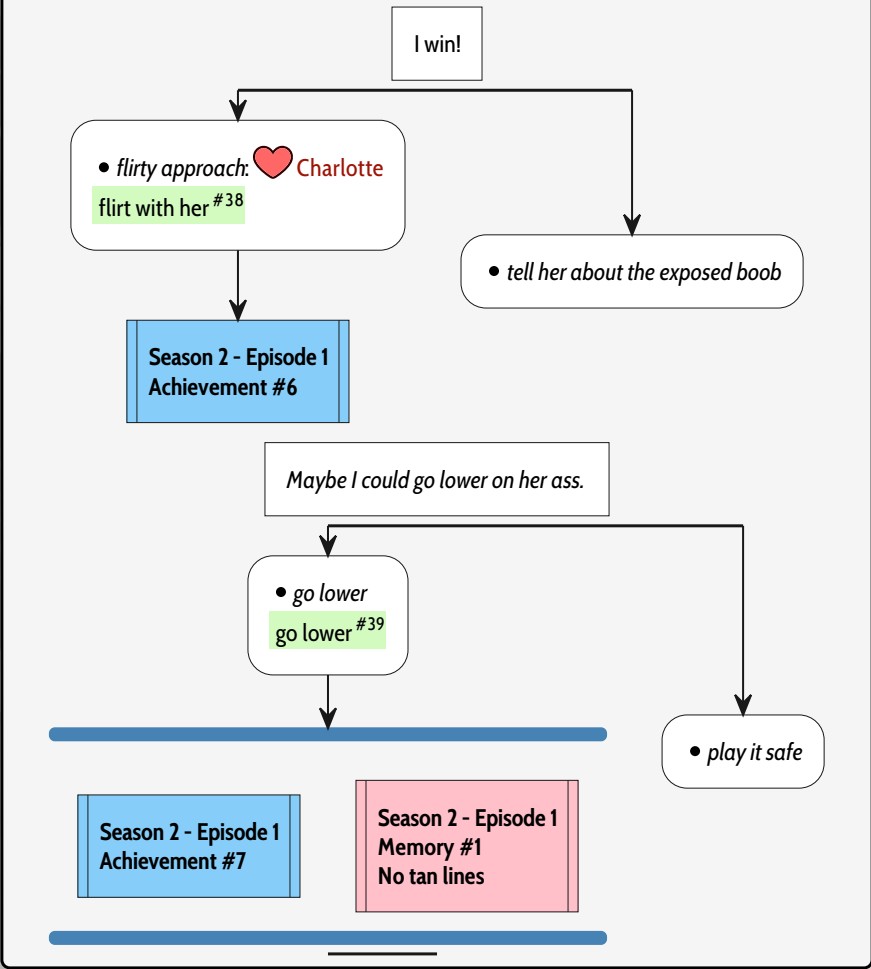 I win!
• flirty approach: Charlotte
flirt with her #38
• tell her about the exposed boob
Season 2 - Episode 1
Achievement #6
Maybe I could go lower on her ass.
• go lower
go lower #39
• play it safe
Season 2 - Episode 1
Achievement #7
Season 2 - Episode 1
Memory #1
No tan lines